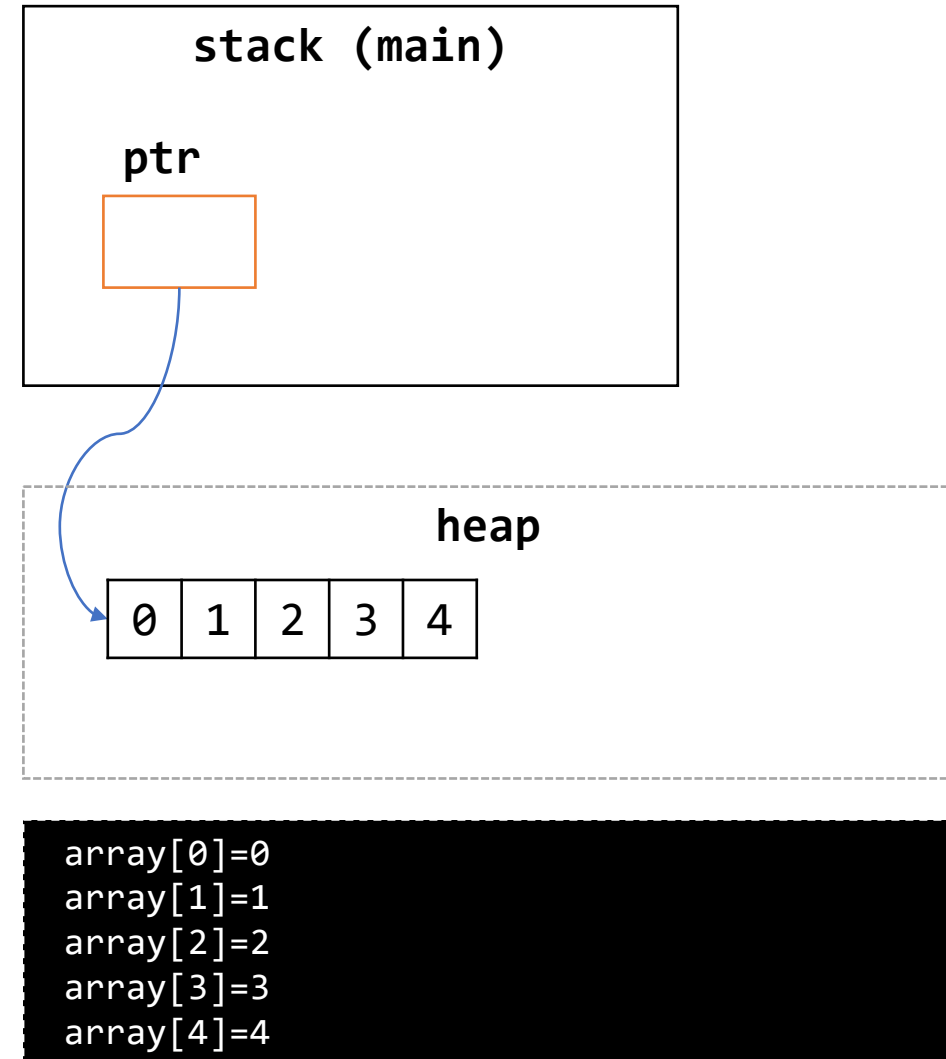 stack (main)
ptr
heap
0 1 2 3 4
array[0]=0
array[1]=1
array[2]=2
array[3]=3
array[4]=4